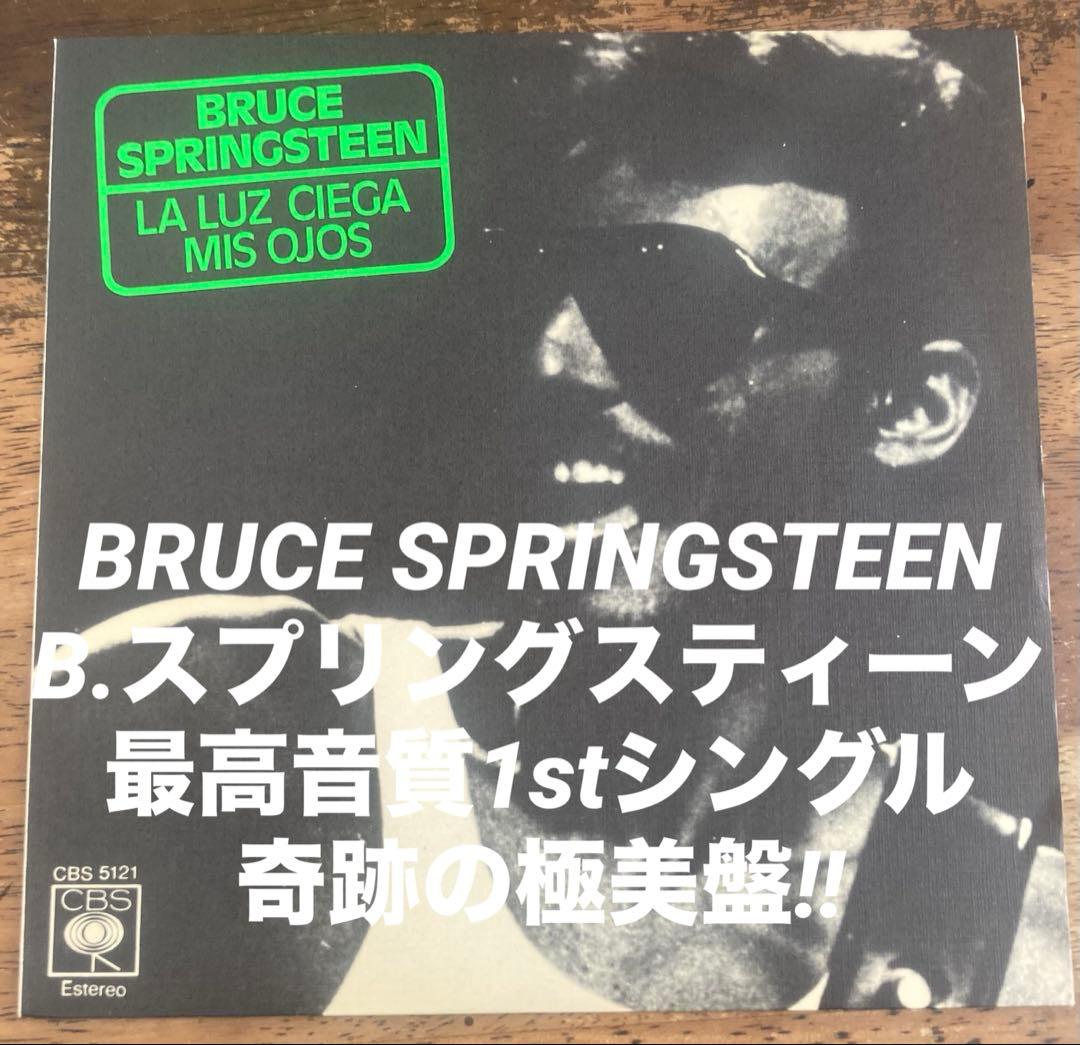 BRUCE
SPRINGSTEEN
LA LUZ CIEGA
MIS OJOS
BRUCE SPRINGSTEEN
B.スプリングスティーン
最高音質1stシングル
奇跡の極美盤!!
CBS 5121
CBS
Estereo